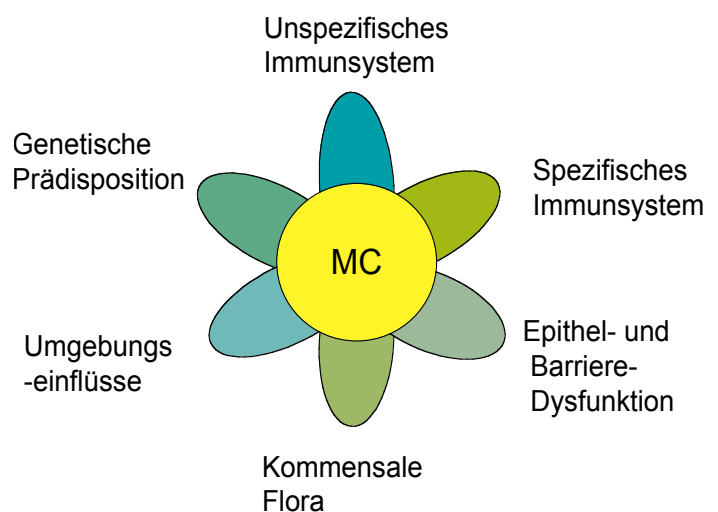 Unspezifisches
Immunsystem
Genetische
Prädisposition
Spezifisches
Immunsystem
MC
Umgebungs
-einflüsse
Epithel- und
Barriere-
Dysfunktion
Kommensale
Flora